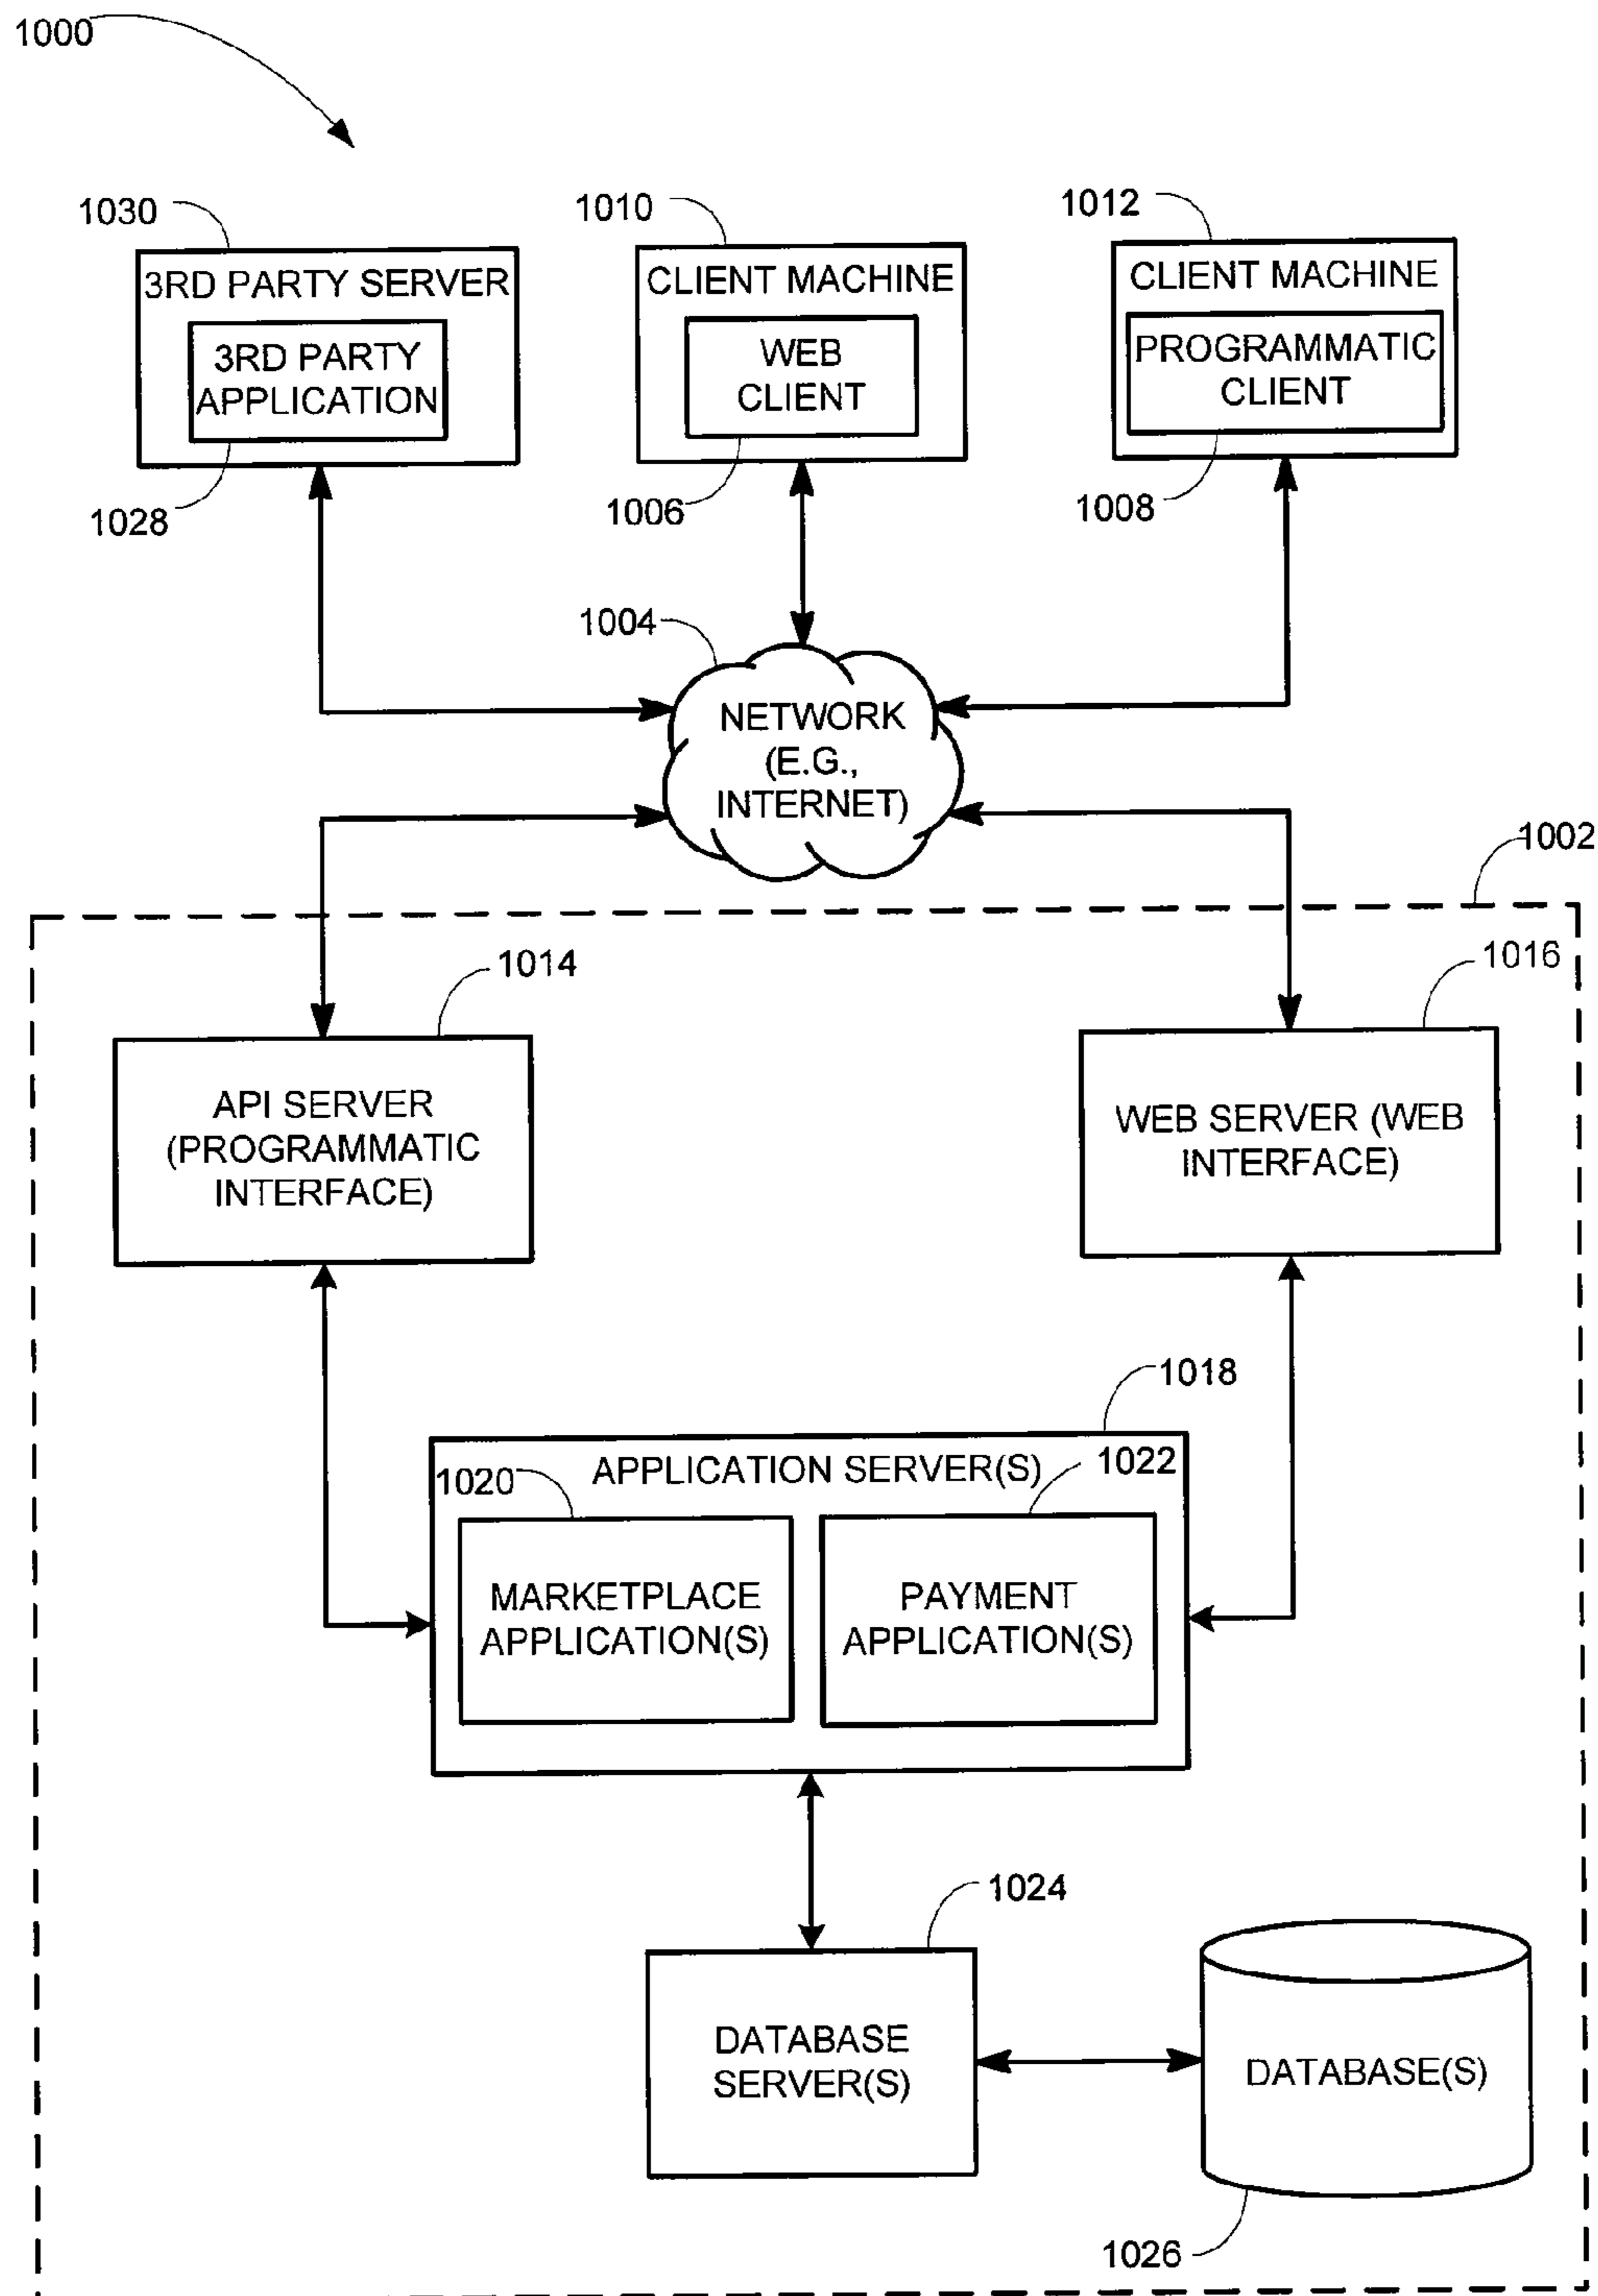 1000
1030
1010
1012
3RD PARTY SERVER
3RD PARTY
APPLICATION
1028
CLIENT MACHINE
WEB
CLIENT
1006
CLIENT MACHINE
PROGRAMMATIC
CLIENT
1008
1004
NETWORK
(E.G.,
INTERNET)
1002
1014
1016
API SERVER
(PROGRAMMATIC
INTERFACE)
WEB SERVER (WEB
INTERFACE)
1018
APPLICATION SERVER(S)
1020
1022
MARKETPLACE
APPLICATION(S)
PAYMENT
APPLICATION(S)
1024
DATABASE
SERVER(S)
DATABASE(S)
1026